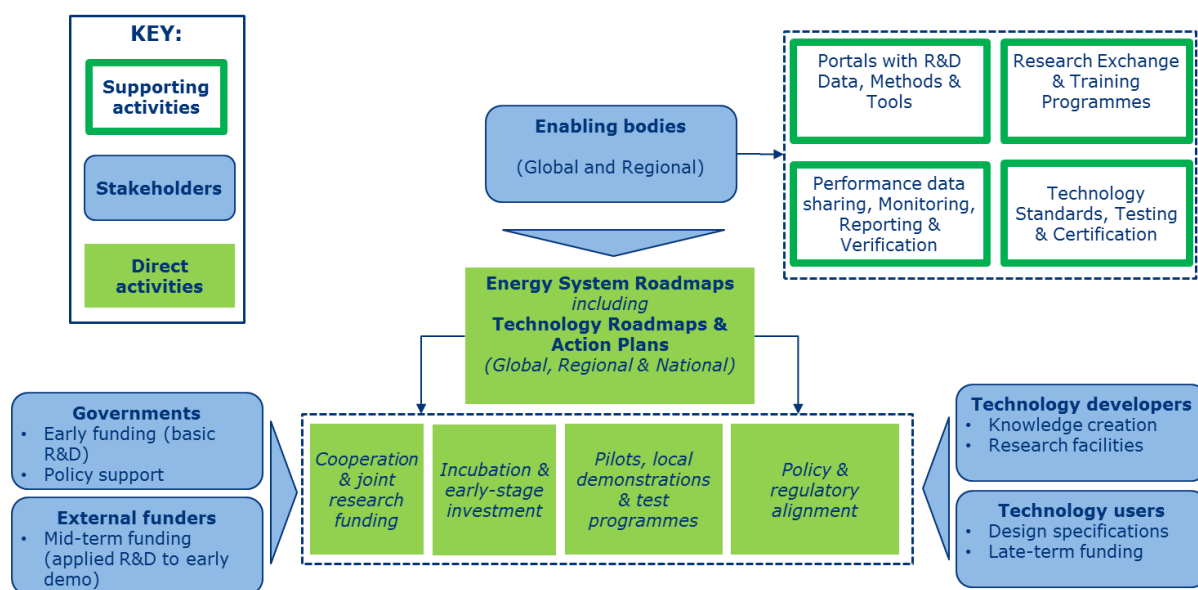 KEY:
Supporting
activities
Stakeholders
Direct
activities
Enabling bodies
(Global and Regional)
Portals with R&D
Data, Methods &
Tools
Research Exchange
& Training
Programmes
Performance data
sharing, Monitoring,
Reporting &
Verification
Technology
Standards, Testing
& Certification
Energy System Roadmaps
including
Technology Roadmaps &
Action Plans
(Global, Regional & National)
Governments
• Early funding (basic
R&D)
• Policy support
External funders
• Mid-term funding
(applied R&D to early
demo)
Cooperation
& joint
research
funding
Incubation &
early-stage
investment
Pilots, local
demonstrations
& test
programmes
Policy &
regulatory
alignment
Technology developers
• Knowledge creation
• Research facilities
Technology users
• Design specifications
• Late-term funding